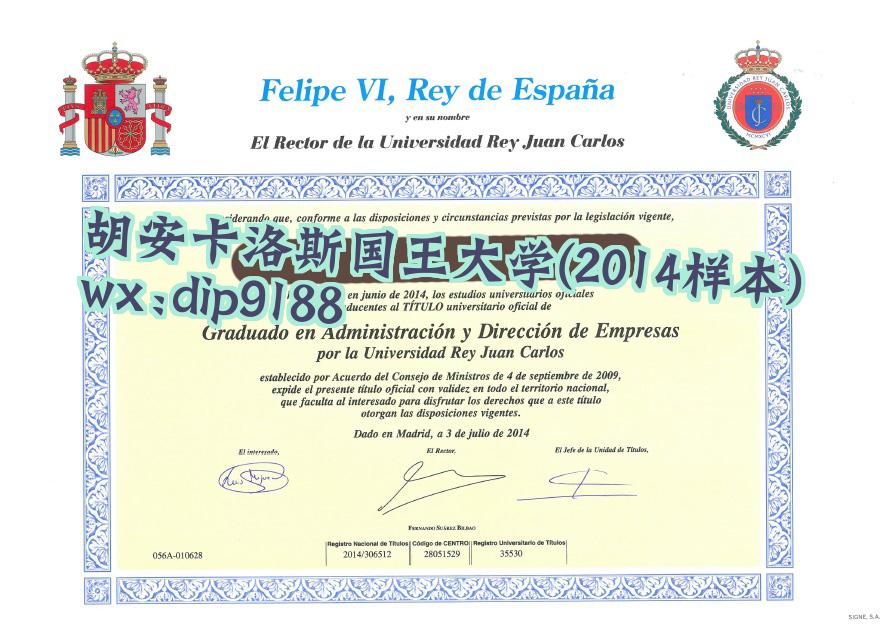 Felipe VI, Rey de España
y en su nombre
El Rector de la Universidad Rey Juan Carlos
UNIVERSIDAD REY JUAN CARLOS
MCMXCVI
que, conforme a las disposiciones y circunstancias previstas por la legislación vigente,
胡安卡洛斯国王大学(2014样本)
wx:dip9188
en junio de 2014, los estudios universitarios oficiales
ducentes al TÍTULO universitario oficial de
Graduado en Administración y Dirección de Empresas
por la Universidad Rey Juan Carlos
establecido por Acuerdo del Consejo de Ministros de 4 de septiembre de 2009,
expide el presente título oficial con validez en todo el territorio nacional,
que faculta al interesado para disfrutar los derechos que a este título
otorgan las disposiciones vigentes.
Dado en Madrid, a 3 de julio de 2014
El interesado, El Rector, El Jefe de la Unidad de Títulos,
FERNANDO SUÁREZ BILBAO
Registro Nacional de Títulos Código de CENTRO Registro Universitario de Títulos
056A-010628 2014/306512 28051529 35530
SIGNE, S.A.